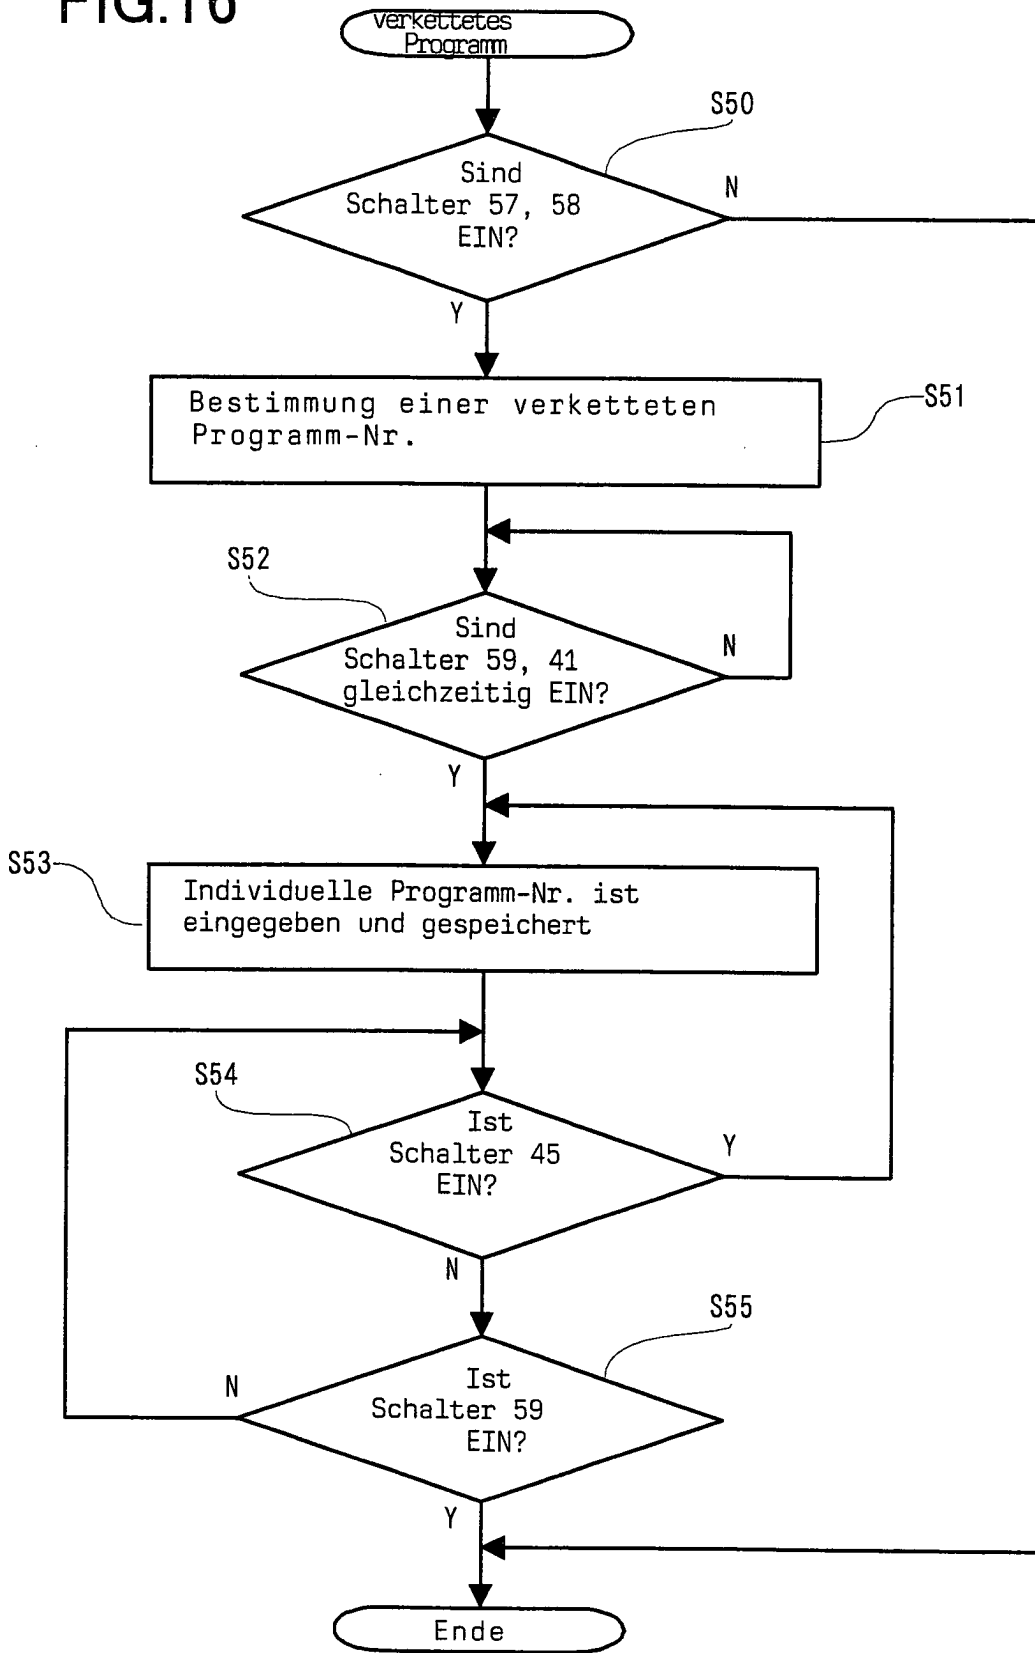 FIG.16
verkettetes
Programm
S50
Sind
Schalter 57, 58
EIN?
N
Y
Bestimmung einer verketteten
Programm-Nr.
S51
S52
Sind
Schalter 59, 41
gleichzeitig EIN?
N
Y
S53
Individuelle Programm-Nr. ist
eingegeben und gespeichert
S54
Ist
Schalter 45
EIN?
Y
N
S55
Ist
Schalter 59
EIN?
N
Y
Ende